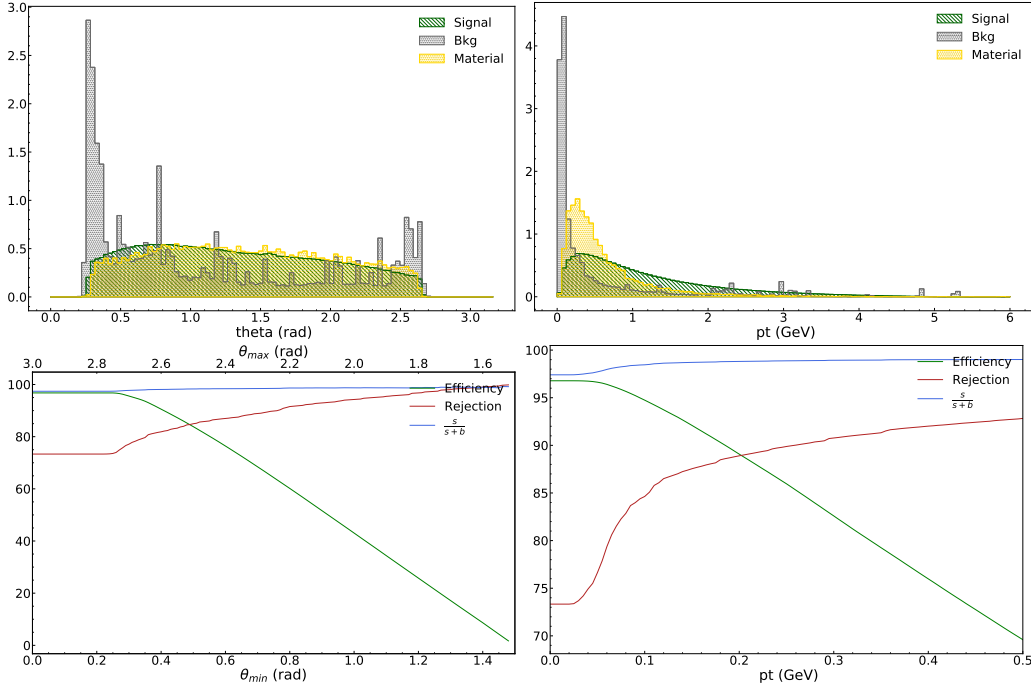 3.0
2.5
2.0
1.5
1.0
0.5
0.0
0.0 0.5 1.0 1.5 2.0 2.5 3.0
theta (rad)
Signal
Bkg
Material
4
2
0
0 1 2 3 4 5 6
pt (GeV)
Signal
Bkg
Material
θmax (rad)
3.0 2.8 2.6 2.4 2.2 2.0 1.8 1.6
100
80
60
40
20
0
0.0 0.2 0.4 0.6 0.8 1.0 1.2 1.4
θmin (rad)
Efficiency
Rejection
s/(s+b)
100
95
90
85
80
75
70
0.0 0.1 0.2 0.3 0.4 0.5
pt (GeV)
Efficiency
Rejection
s/(s+b)